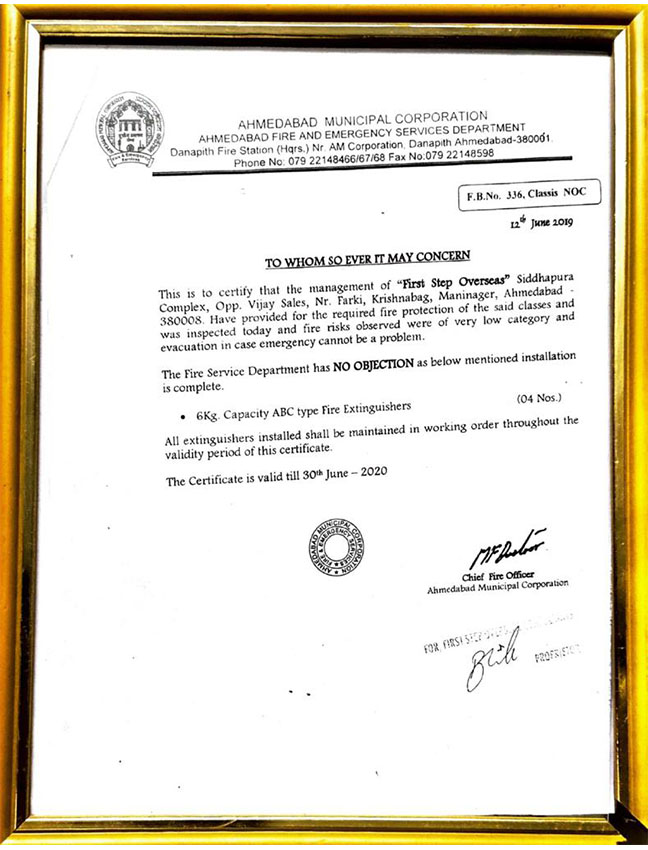 AHMEDABAD MUNICIPAL CORPORATION
AHMEDABAD FIRE AND EMERGENCY SERVICES DEPARTMENT
Danapith Fire Station (Hqrs.) Nr. AM Corporation, Danapith Ahmedabad-380001.
Phone No: 079 22148466/67/68 Fax No:079 22148598
F.B.No. 336, Classis NOC
12th June 2019
TO WHOM SO EVER IT MAY CONCERN
This is to certify that the management of "First Step Overseas" Siddhapura
Complex, Opp. Vijay Sales, Nr. Farki, Krishnabag, Maninager, Ahmedabad -
380008. Have provided for the required fire protection of the said classes and
was inspected today and fire risks observed were of very low category and
evacuation in case emergency cannot be a problem.
The Fire Service Department has NO OBJECTION as below mentioned installation
is complete.
• 6Kg. Capacity ABC type Fire Extinguishers (04 Nos.)
All extinguishers installed shall be maintained in working order throughout the
validity period of this certificate.
The Certificate is valid till 30th June – 2020
AHMEDABAD MUNICIPAL CORPORATION
FIRE & EMERGENCY SERVICES
Chief Fire Officer
Ahmedabad Municipal Corporation
FOR, FIRST STEP
PROPRIETOR